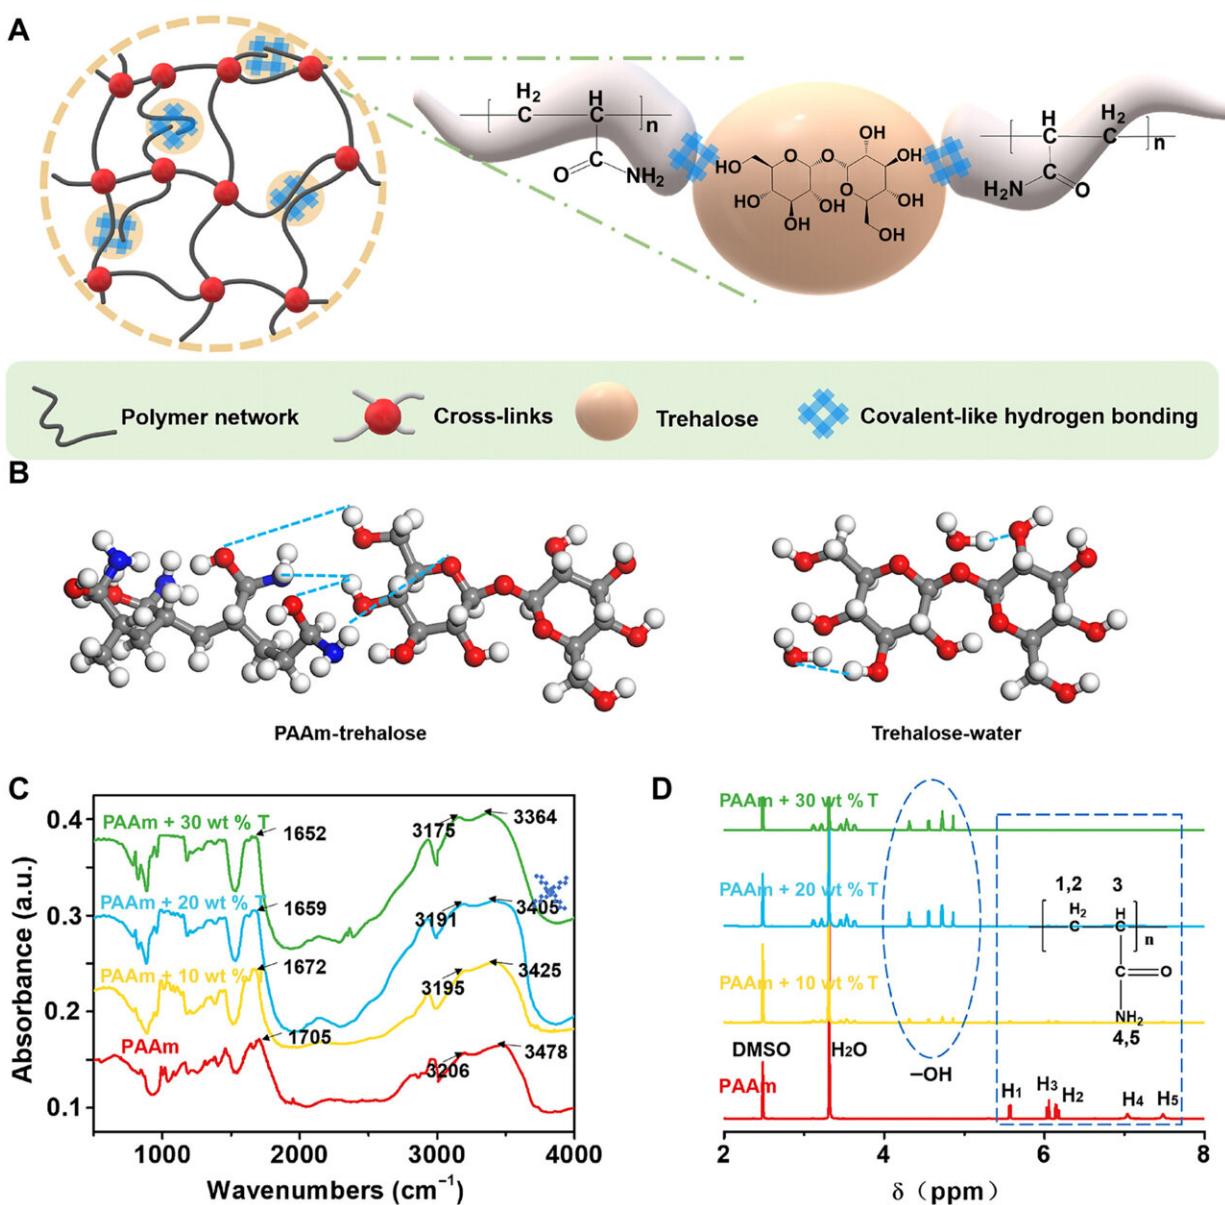 A
H2
C
H
C
n
O
NH2
OH
HO
OH
OH
HO
O
O
O
OH
HO
OH
OH
OH
HO
H
C
H2
C
n
H2N
C
O
Polymer network
Cross-links
Trehalose
Covalent-like hydrogen bonding
B
PAAm-trehalose
Trehalose-water
C
Absorbance (a.u.)
0.4
0.3
0.2
0.1
PAAm + 30 wt % T
1652
3175
3364
PAAm + 20 wt % T
1659
3191
3405
PAAm + 10 wt % T
1672
3195
3425
PAAm
1705
3206
3478
1000
2000
3000
4000
Wavenumbers (cm⁻¹)
D
PAAm + 30 wt % T
PAAm + 20 wt % T
PAAm + 10 wt % T
PAAm
DMSO
H2O
–OH
1,2
3
H2
C
H
C
n
C
O
NH2
4,5
H1
H3
H2
H4
H5
2
4
6
8
δ (ppm)